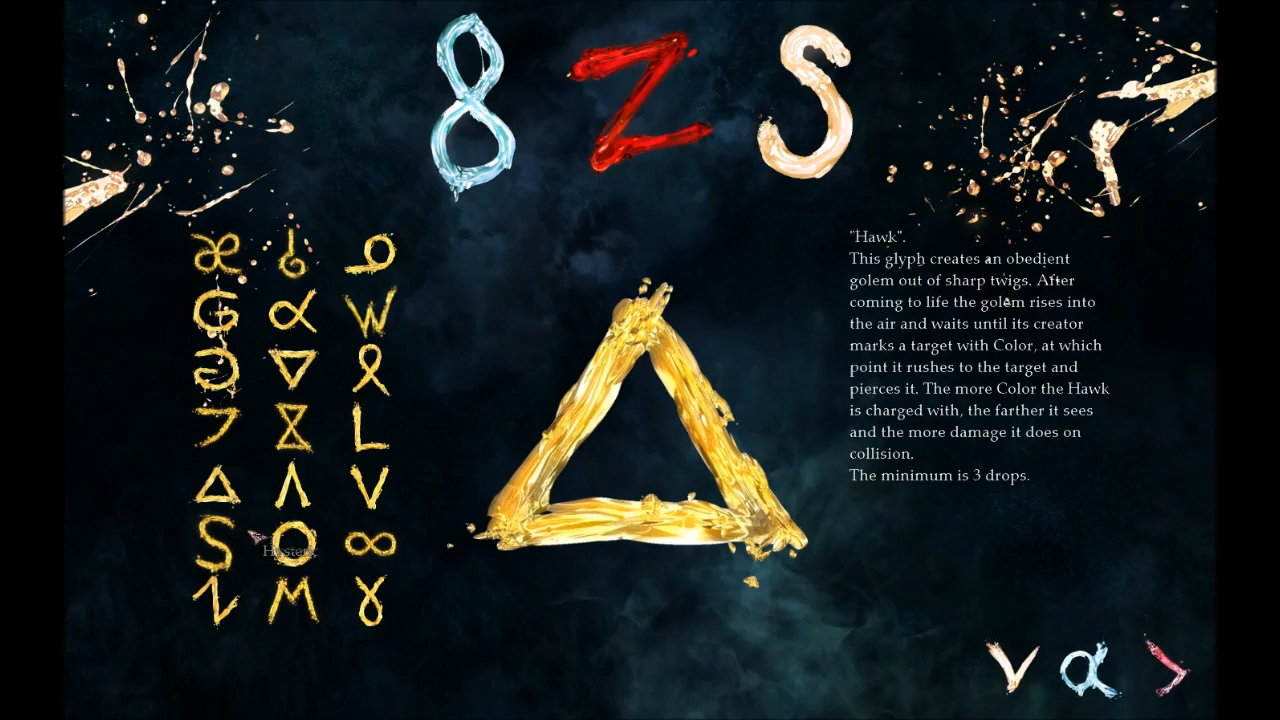 8 Z S
"Hawk".
This glyph creates an obedient
golem out of sharp twigs. After
coming to life the golem rises into
the air and waits until its creator
marks a target with Color, at which
point it rushes to the target and
pierces it. The more Color the Hawk
is charged with, the farther it sees
and the more damage it does on
collision.
The minimum is 3 drops.